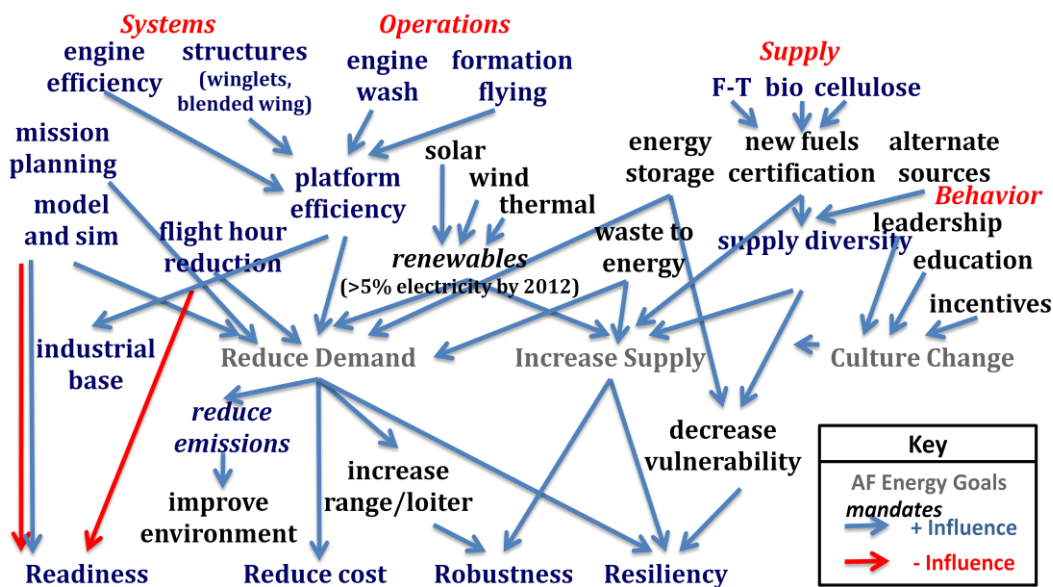 Systems
engine
efficiency
structures
(winglets,
blended wing)
Operations
engine
wash
formation
flying
Supply
F-T bio cellulose
mission
planning
model
and sim
flight hour
reduction
platform
efficiency
solar
wind
thermal
renewables
(>5% electricity by 2012)
energy
storage
new fuels
certification
alternate
sources
waste to
energy
supply diversity
Behavior
leadership
education
incentives
industrial
base
Reduce Demand
Increase Supply
Culture Change
reduce
emissions
improve
environment
increase
range/loiter
decrease
vulnerability
Readiness
Reduce cost
Robustness
Resiliency
Key
AF Energy Goals
mandates
+ Influence
- Influence